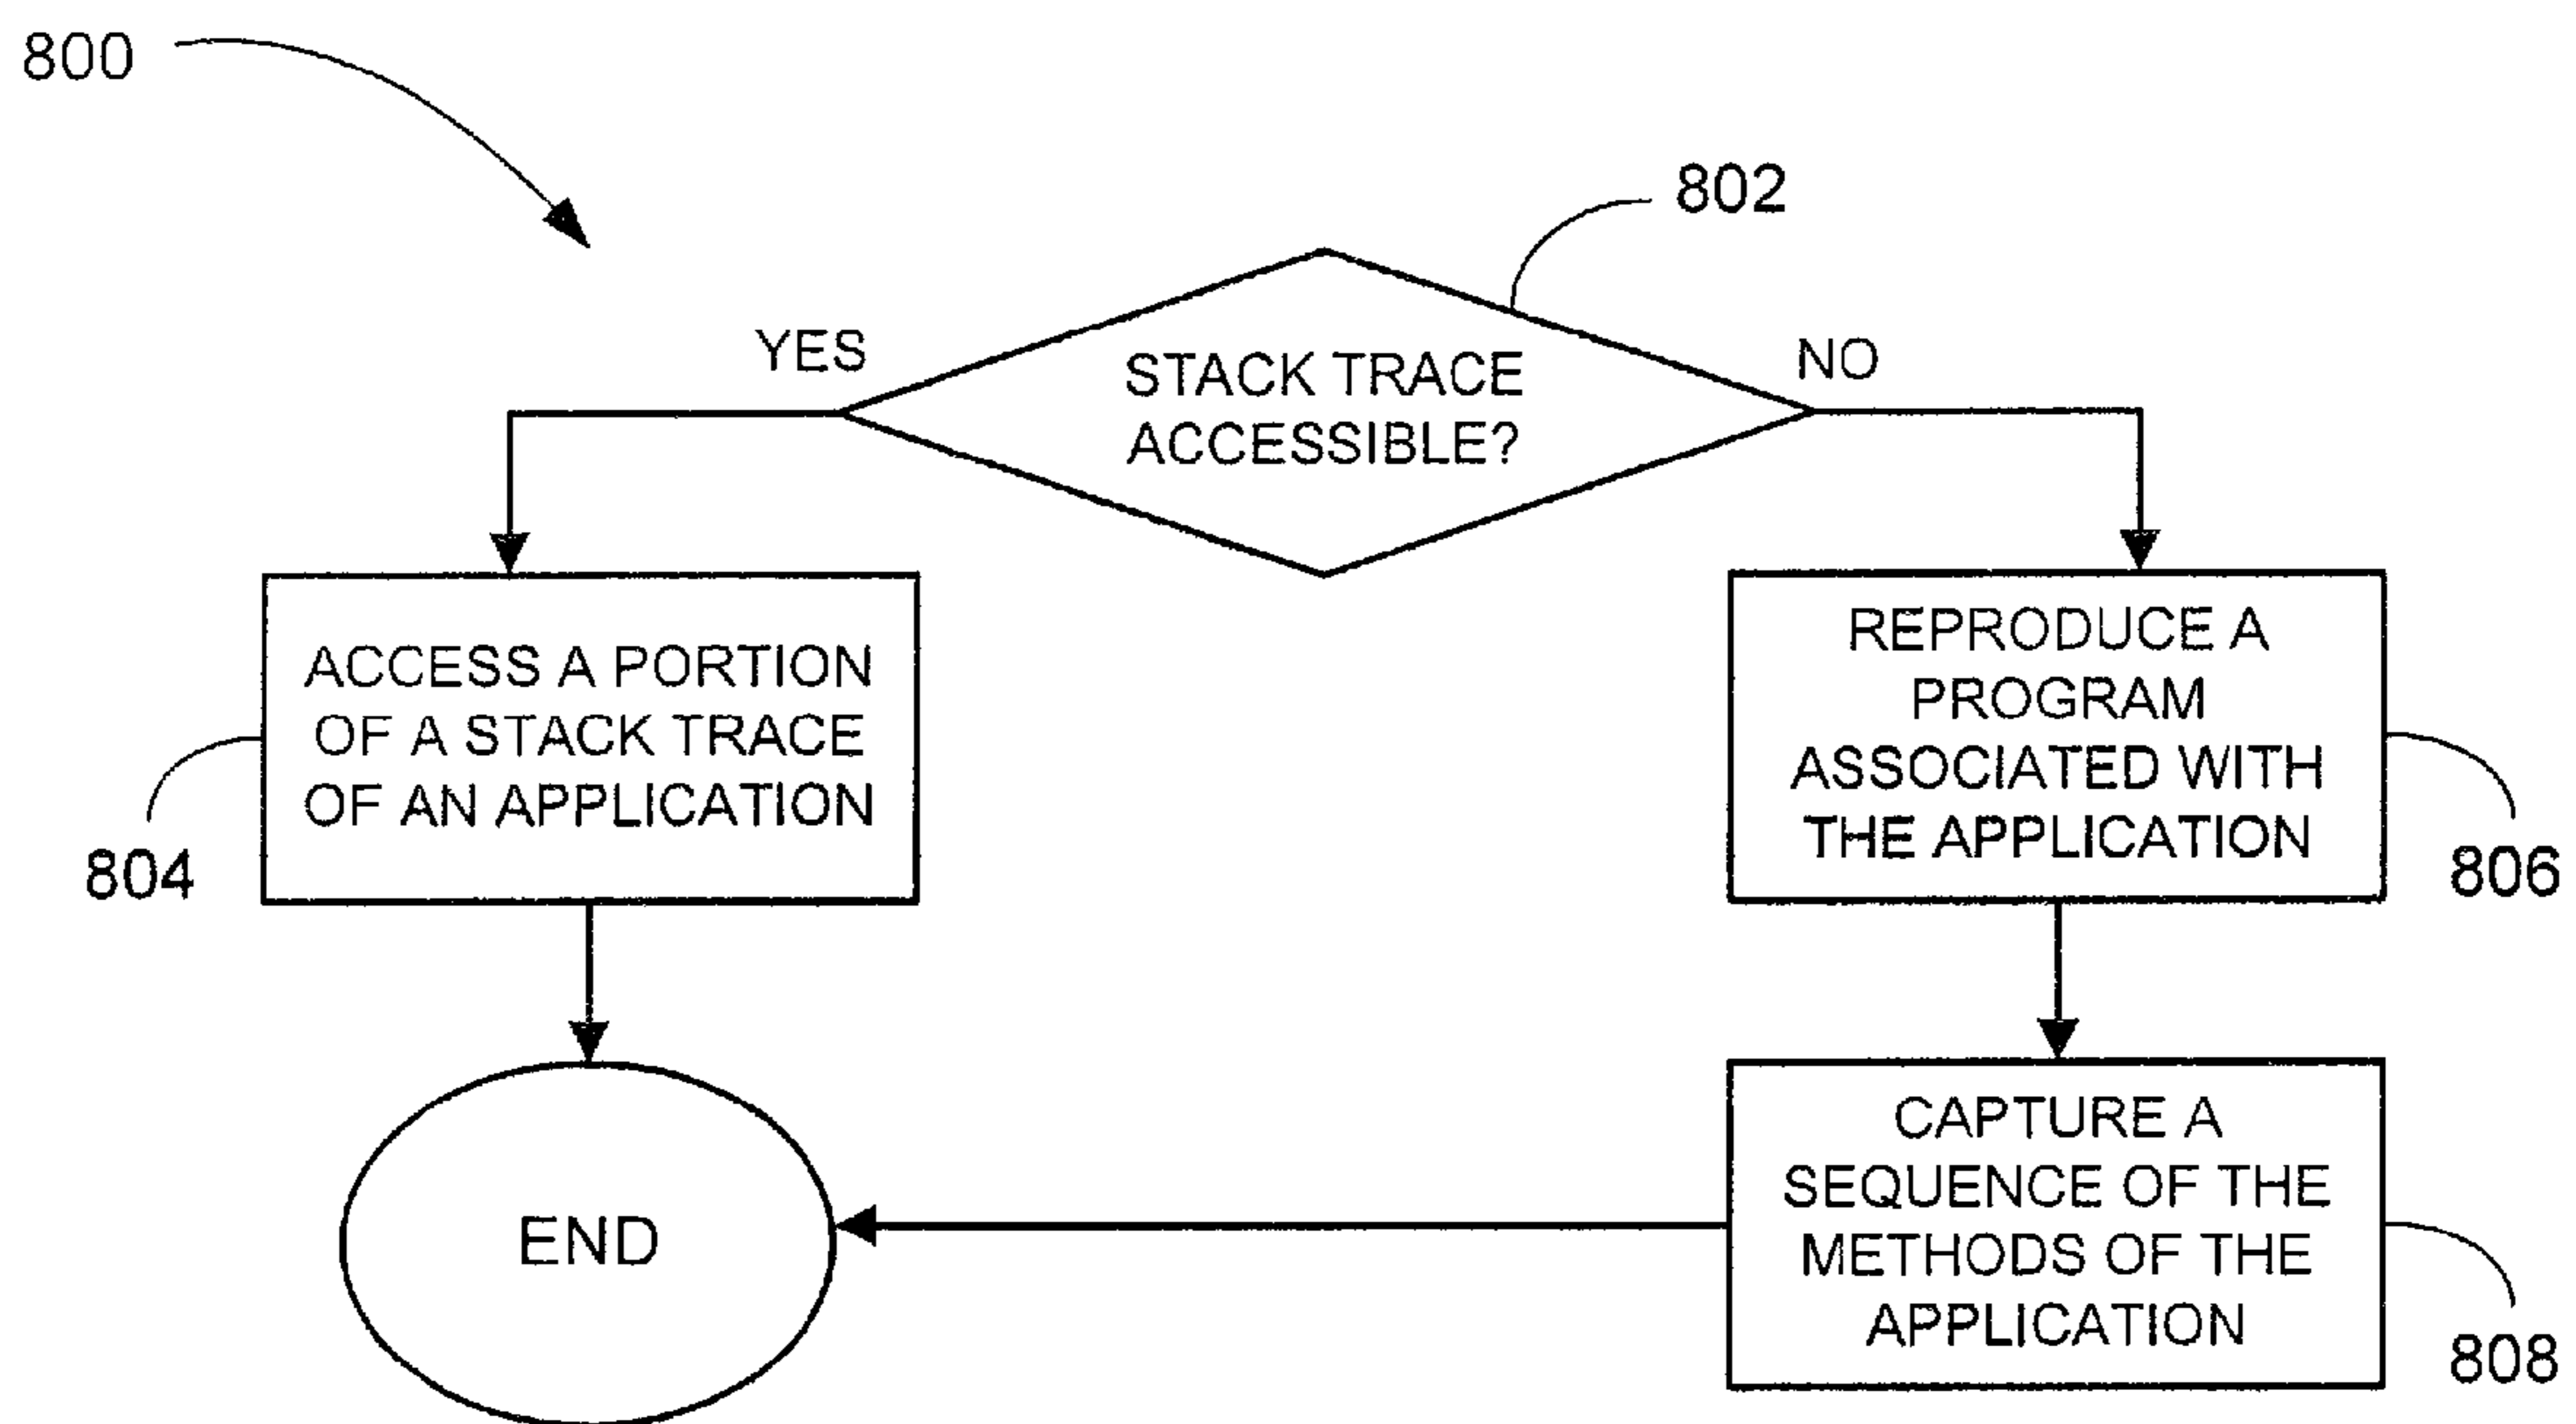 800
802
YES
STACK TRACE
ACCESSIBLE?
NO
ACCESS A PORTION
OF A STACK TRACE
OF AN APPLICATION
804
REPRODUCE A
PROGRAM
ASSOCIATED WITH
THE APPLICATION
806
END
CAPTURE A
SEQUENCE OF THE
METHODS OF THE
APPLICATION
808